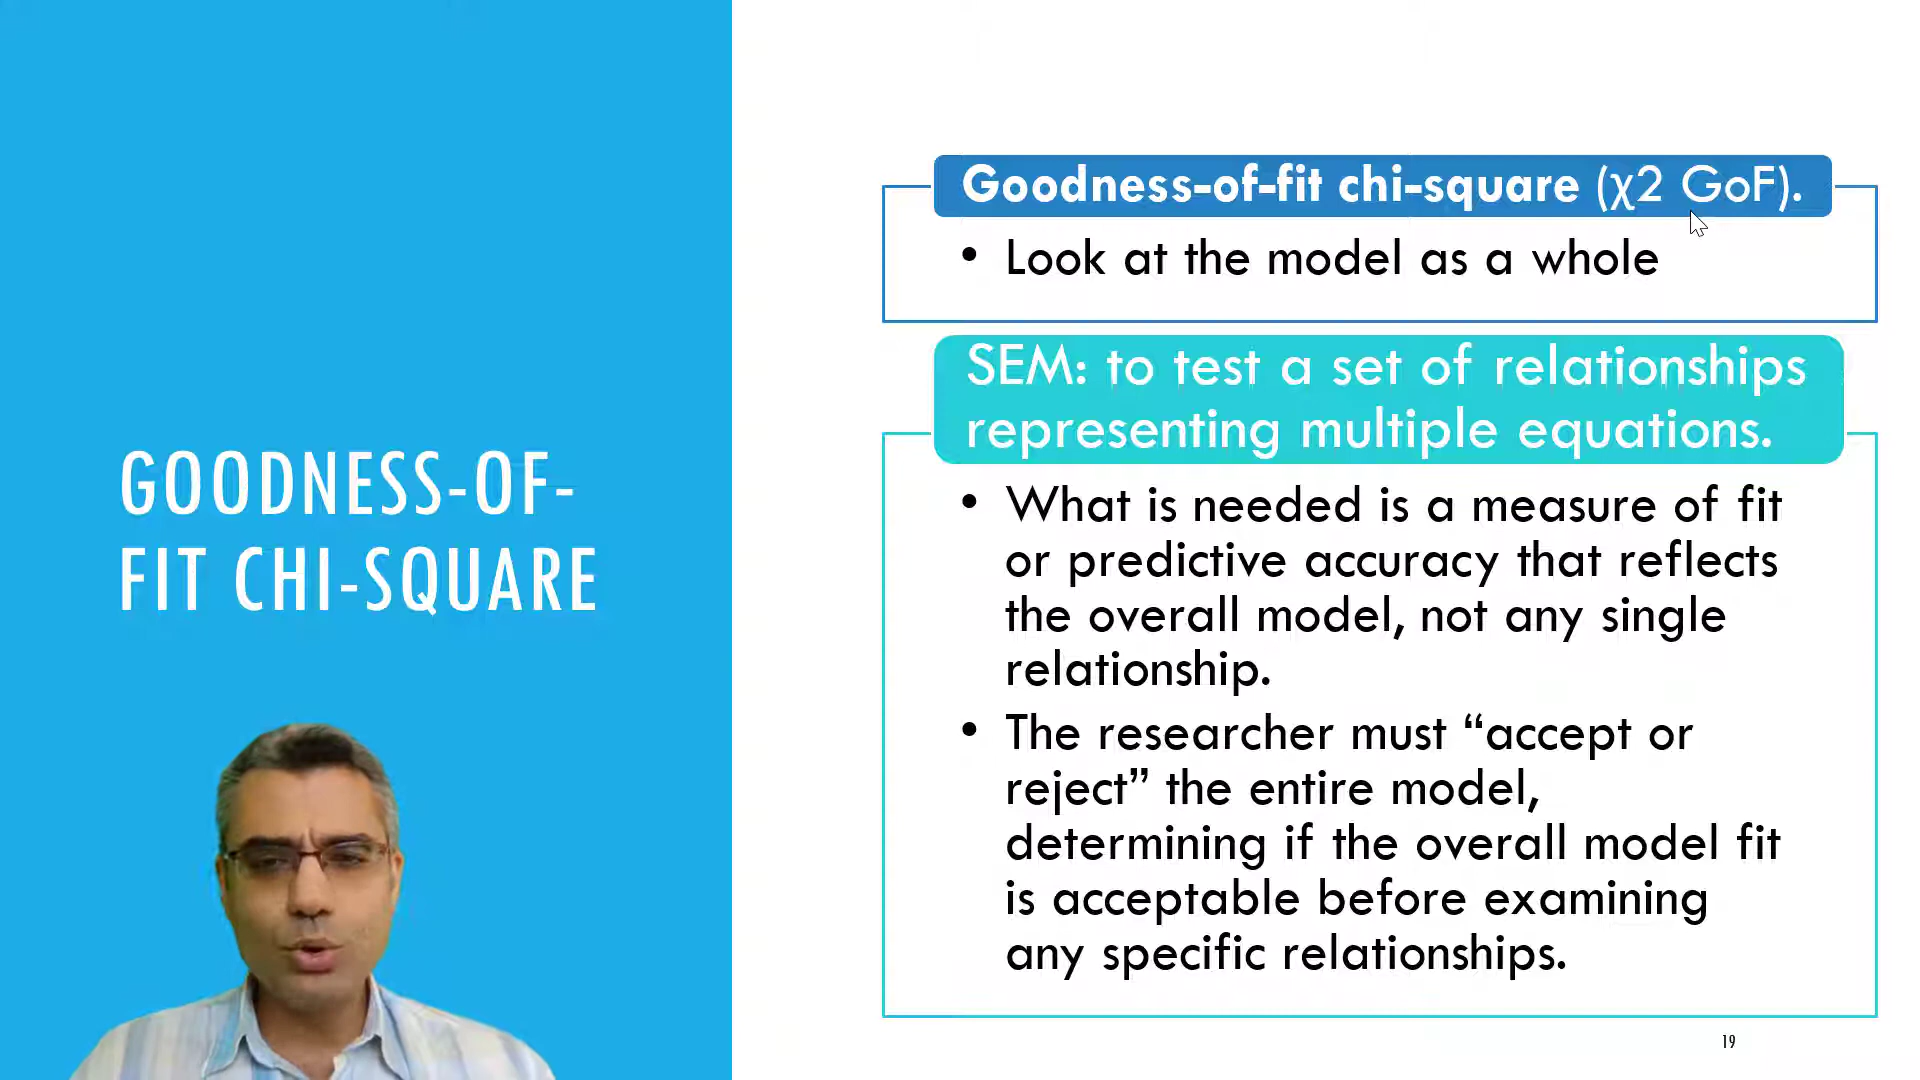 GOODNESS-OF-
FIT CHI-SQUARE
Goodness-of-fit chi-square (χ2 GoF).
• Look at the model as a whole
SEM: to test a set of relationships
representing multiple equations.
• What is needed is a measure of fit
or predictive accuracy that reflects
the overall model, not any single
relationship.
• The researcher must “accept or
reject” the entire model,
determining if the overall model fit
is acceptable before examining
any specific relationships.
19